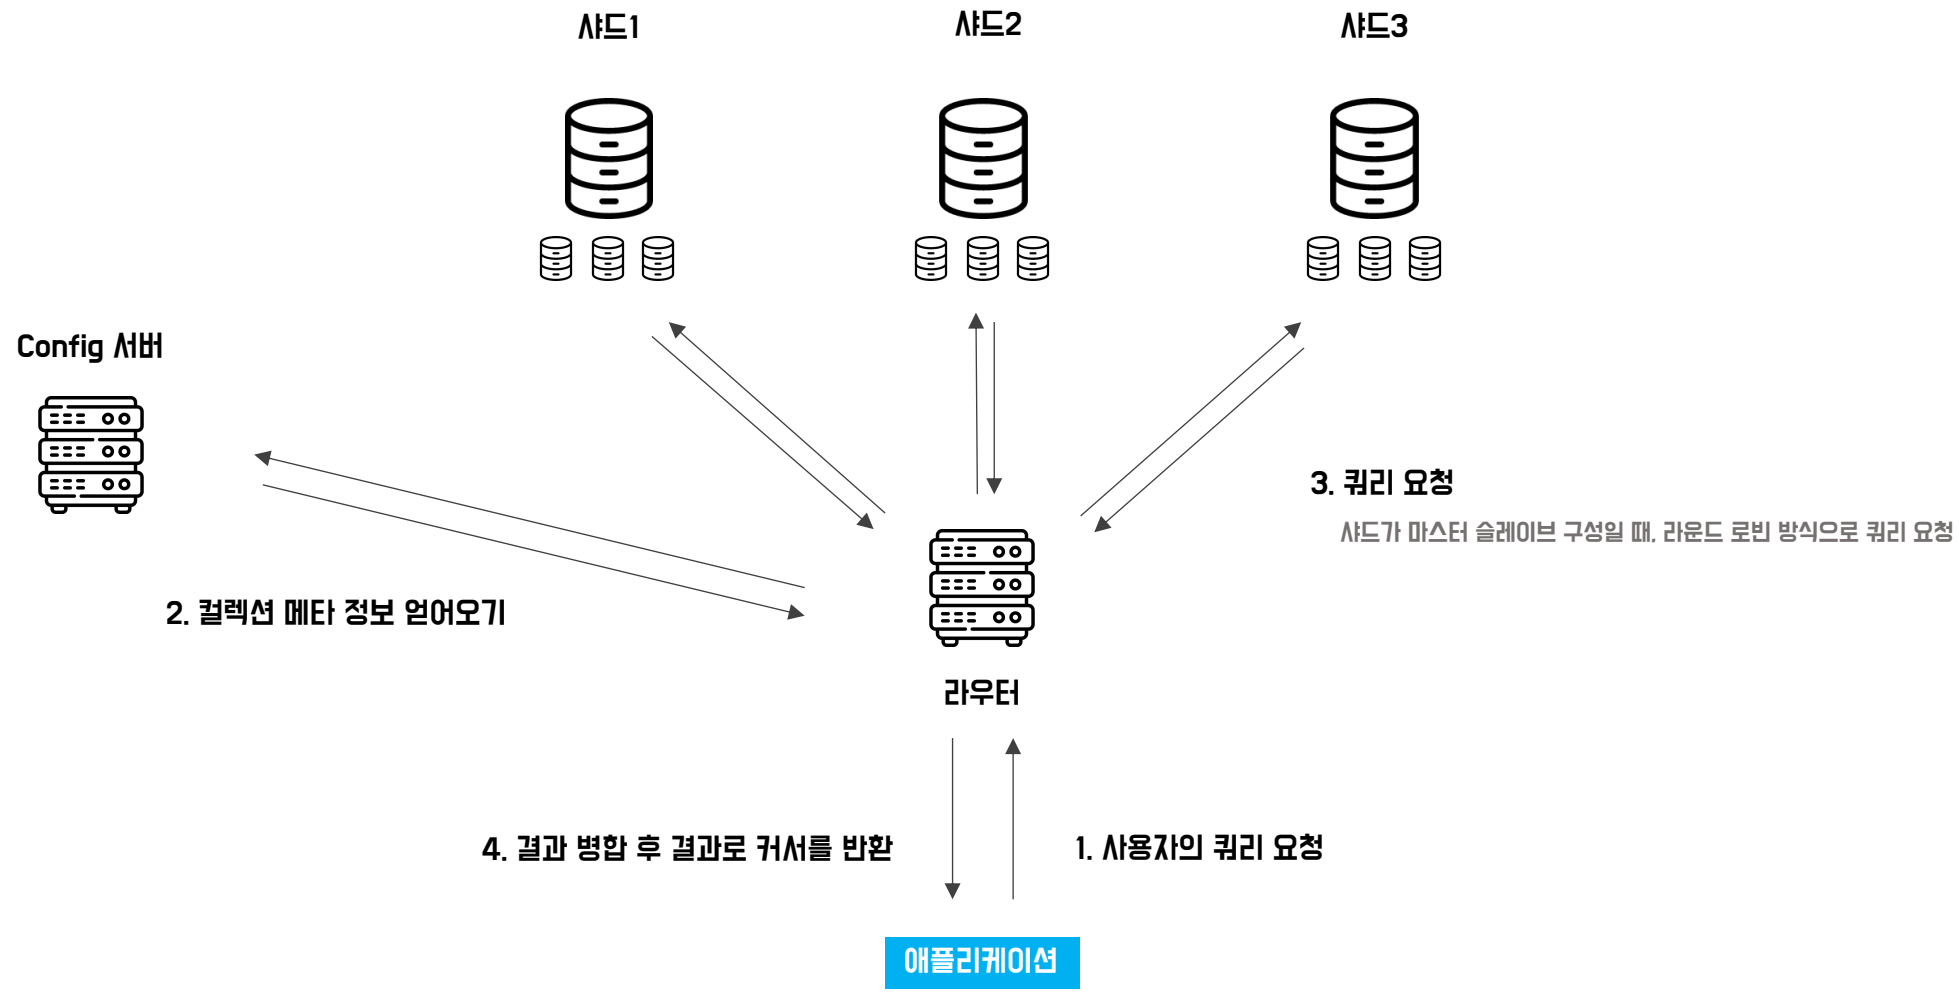 샤드1
샤드2
샤드3
Config 서버
3. 쿼리 요청
샤드가 마스터 슬레이브 구성일 때, 라운드 로빈 방식으로 쿼리 요청
2. 컬렉션 메타 정보 얻어오기
라우터
4. 결과 병합 후 결과로 커서를 반환
1. 사용자의 쿼리 요청
애플리케이션